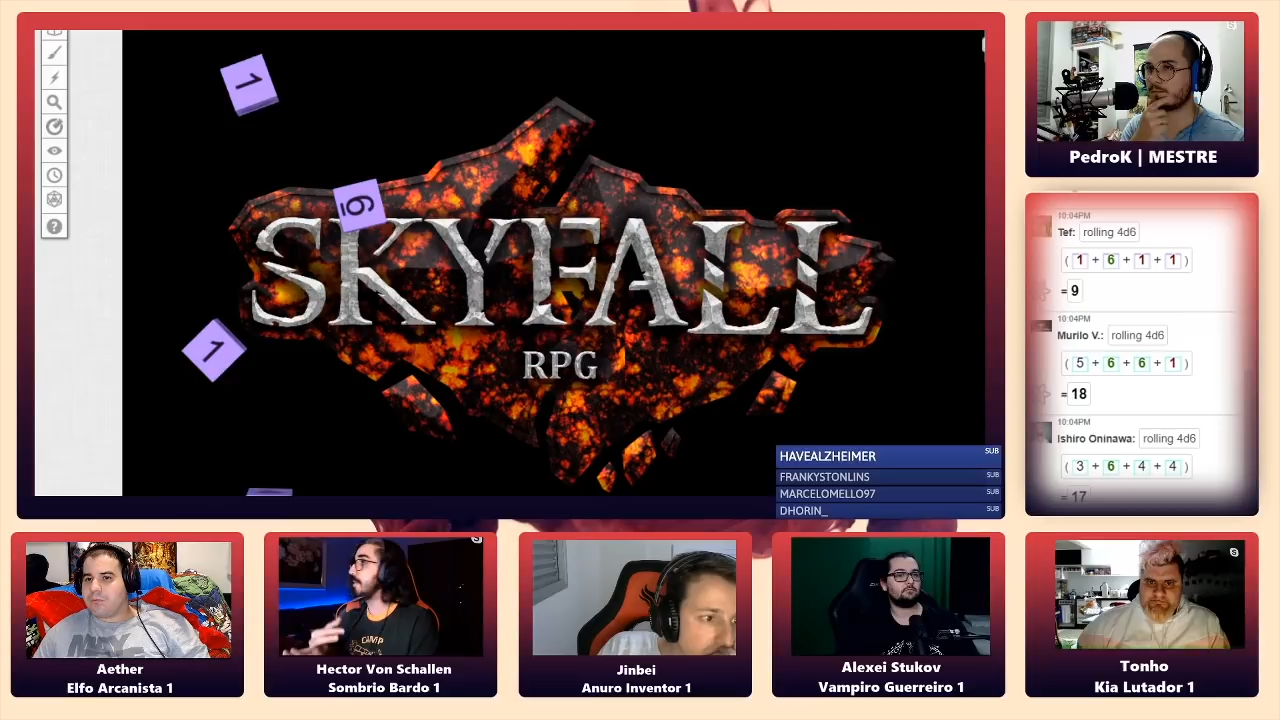 1
6
1
SKYFALL
RPG
HAVEALZHEIMER SUB
FRANKYSTONLINS SUB
MARCELOMELLO97 SUB
DHORIN_ SUB
PedroK | MESTRE
10:04PM
Tef: rolling 4d6
( 1 + 6 + 1 + 1 )
= 9
10:04PM
Murilo V.: rolling 4d6
( 5 + 6 + 6 + 1 )
= 18
10:04PM
Ishiro Oninawa: rolling 4d6
( 3 + 6 + 4 + 4 )
= 17
Aether
Elfo Arcanista 1
CAMP
Hector Von Schallen
Sombrio Bardo 1
Jinbei
Anuro Inventor 1
Alexei Stukov
Vampiro Guerreiro 1
Tonho
Kia Lutador 1